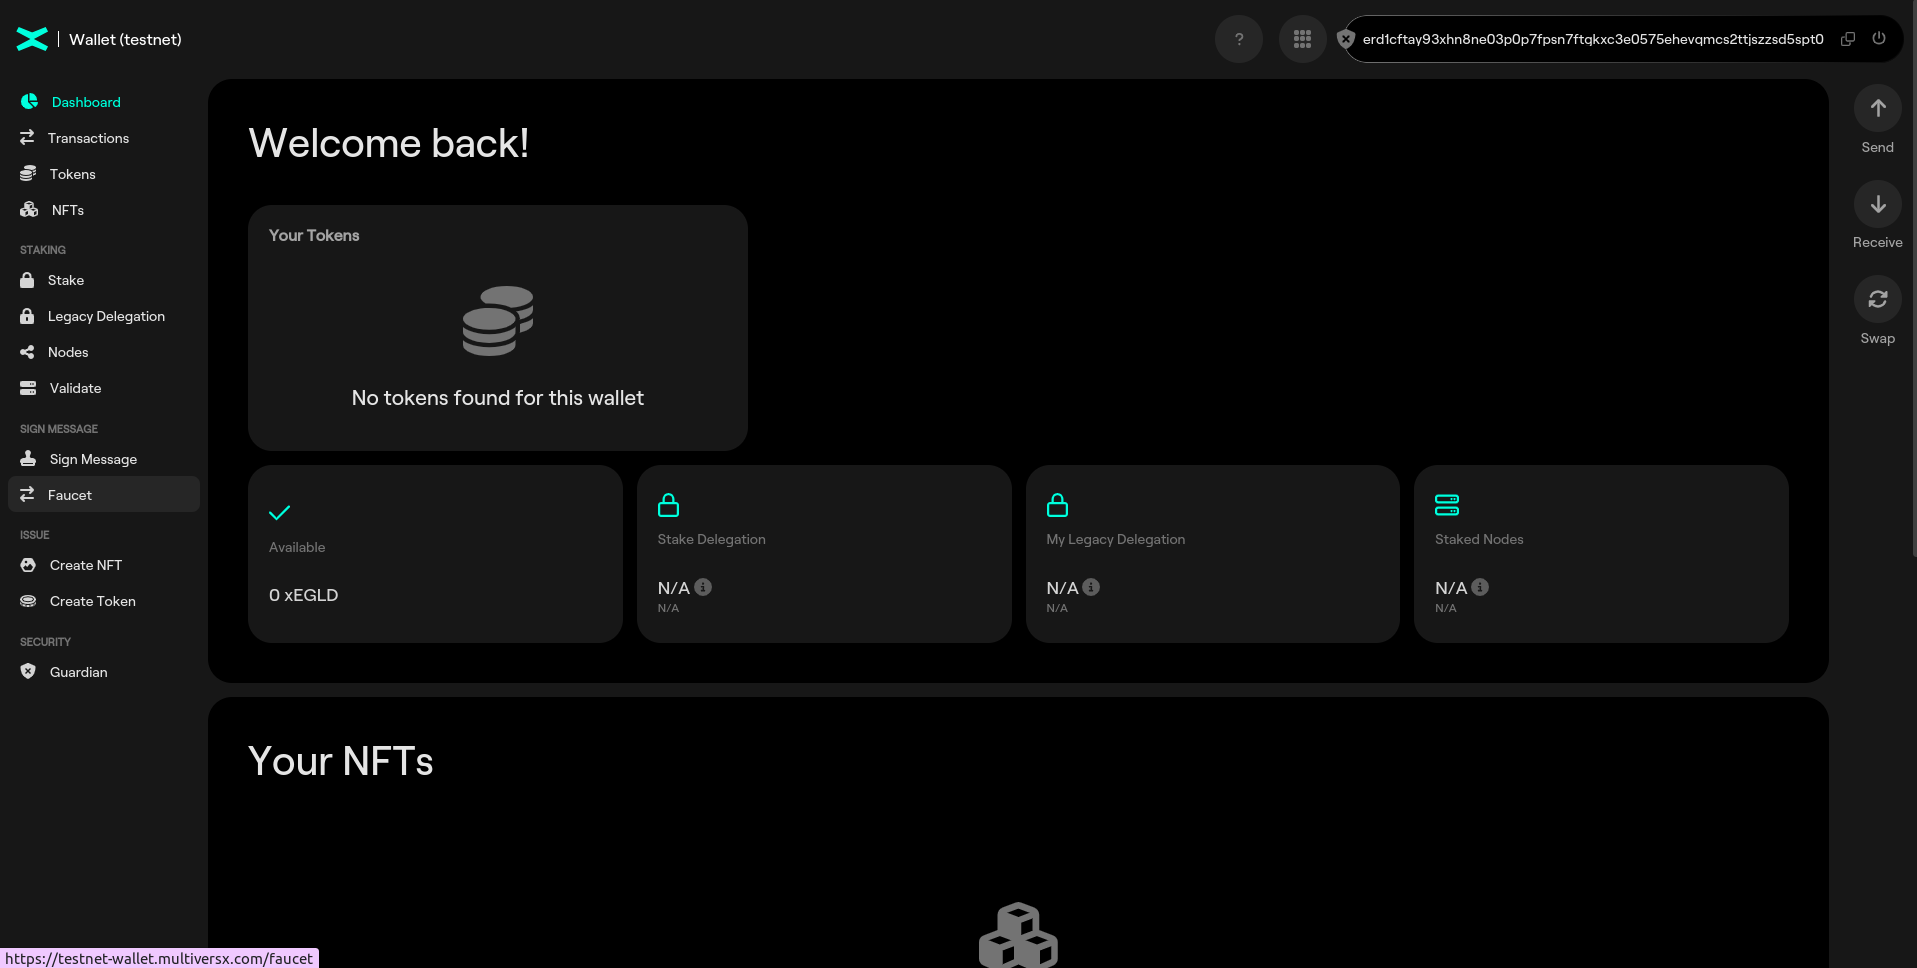 Wallet (testnet)
?
erd1cftay93xhn8ne03p0p7fpsn7ftqkxc3e0575ehevqmcs2ttjszzsd5spt0
Dashboard
Transactions
Tokens
NFTs
STAKING
Stake
Legacy Delegation
Nodes
Validate
SIGN MESSAGE
Sign Message
Faucet
ISSUE
Create NFT
Create Token
SECURITY
Guardian
Welcome back!
Your Tokens
No tokens found for this wallet
Available
0 xEGLD
Stake Delegation
N/A
N/A
My Legacy Delegation
N/A
N/A
Staked Nodes
N/A
N/A
Your NFTs
Send
Receive
Swap
https://testnet-wallet.multiversx.com/faucet